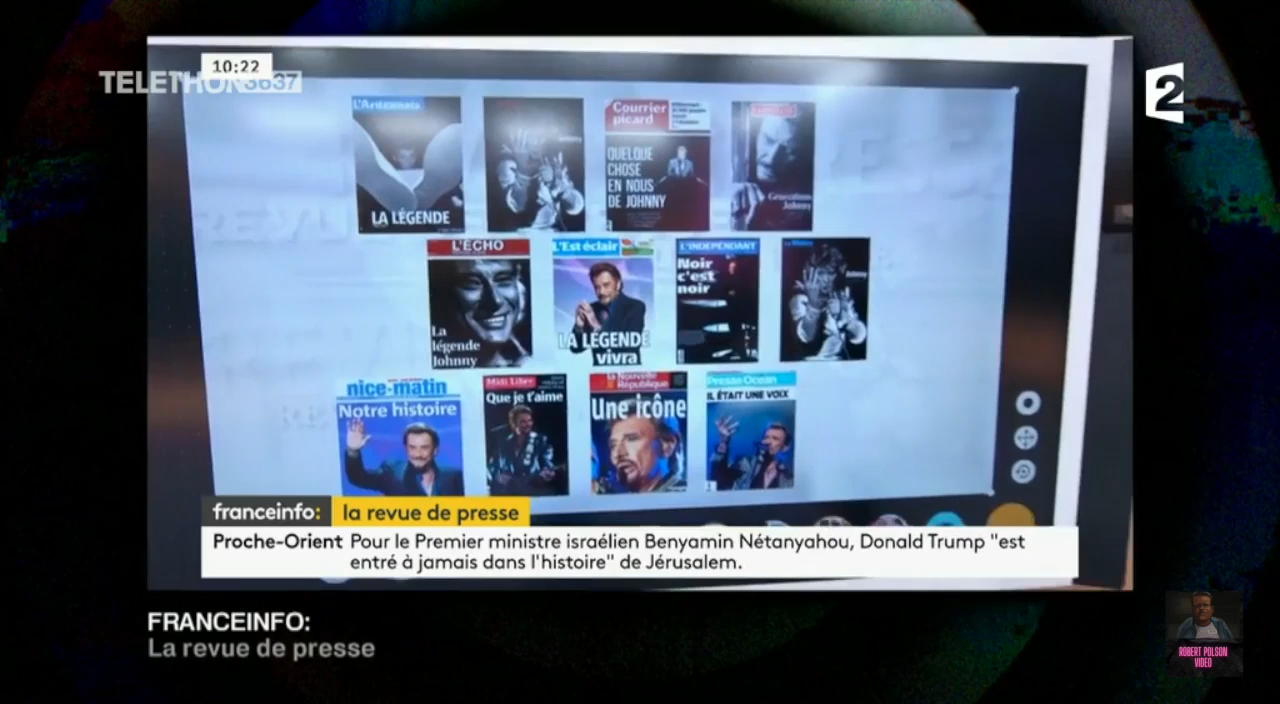 10:22
TELETHON 3637
2
L'Ardennais
LA LÉGENDE
Courrier
picard
QUELQUE
CHOSE
EN NOUS
DE JOHNNY
Génération
Johnny
L'ÉCHO
La
légende
Johnny
L'Est éclair
LA LÉGENDE
vivra
L'INDÉPENDANT
Noir
c'est
noir
Johnny
nice-matin
Notre histoire
Midi Libre
Que je t'aime
la Nouvelle
République
Une icône
Presse Océan
IL ÉTAIT UNE VOIX
franceinfo: la revue de presse
Proche-Orient Pour le Premier ministre israélien Benyamin Nétanyahou, Donald Trump "est
entré à jamais dans l'histoire" de Jérusalem.
FRANCEINFO:
La revue de presse
ROBERT POLSON
VIDEO